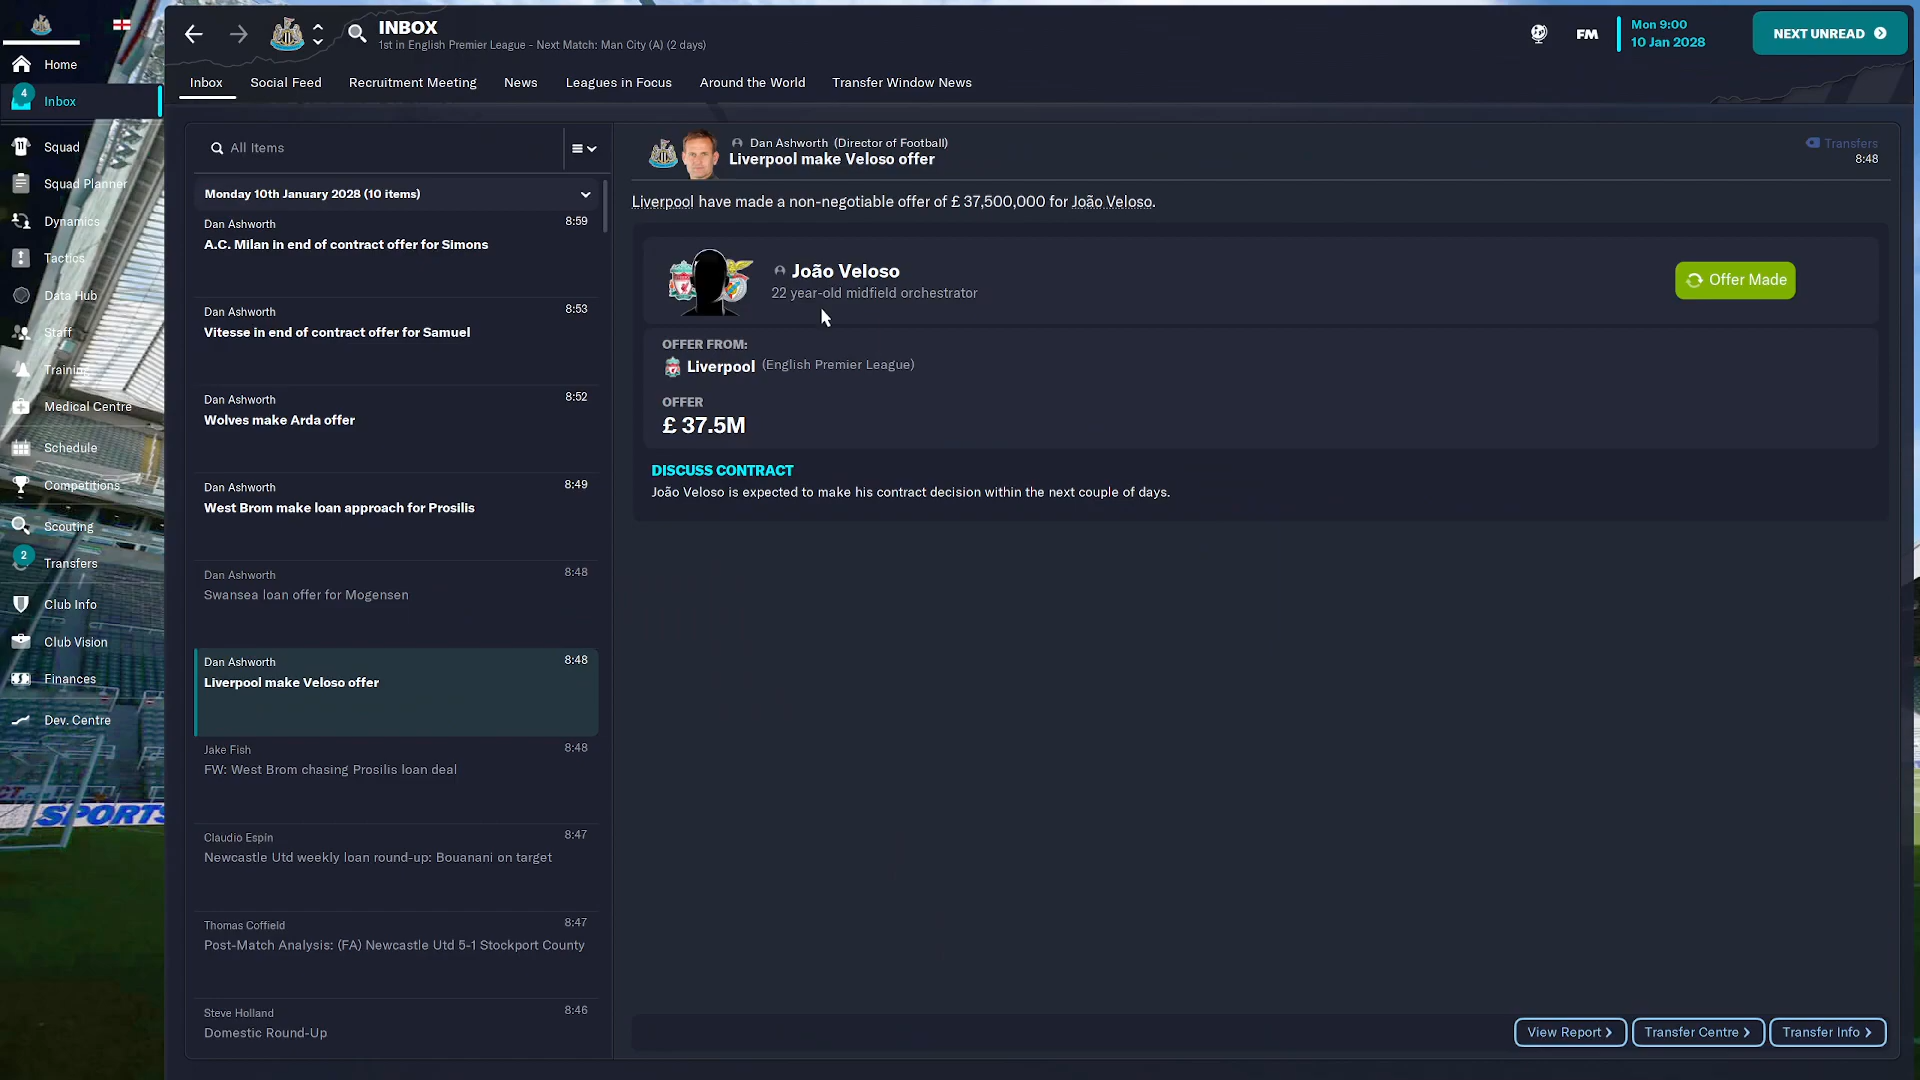 INBOX
1st in English Premier League - Next Match: Man City (A) (2 days)
FM
Mon 9:00
10 Jan 2028
NEXT UNREAD
Home
4
Inbox
Squad
Squad Planner
Dynamics
Tactics
Data Hub
Staff
Training
Medical Centre
Schedule
Competitions
Scouting
2
Transfers
Club Info
Club Vision
Finances
Dev. Centre
SPORTS
Inbox
Social Feed
Recruitment Meeting
News
Leagues in Focus
Around the World
Transfer Window News
All Items
Monday 10th January 2028 (10 items)
Dan Ashworth 8:59
A.C. Milan in end of contract offer for Simons
Dan Ashworth 8:53
Vitesse in end of contract offer for Samuel
Dan Ashworth 8:52
Wolves make Arda offer
Dan Ashworth 8:49
West Brom make loan approach for Prosilis
Dan Ashworth 8:48
Swansea loan offer for Mogensen
Dan Ashworth 8:48
Liverpool make Veloso offer
Jake Fish 8:48
FW: West Brom chasing Prosilis loan deal
Claudio Espín 8:47
Newcastle Utd weekly loan round-up: Bouanani on target
Thomas Coffield 8:47
Post-Match Analysis: (FA) Newcastle Utd 5-1 Stockport County
Steve Holland 8:46
Domestic Round-Up
Dan Ashworth (Director of Football)
Liverpool make Veloso offer
Transfers
8:48
Liverpool have made a non-negotiable offer of £ 37,500,000 for João Veloso.
João Veloso
22 year-old midfield orchestrator
Offer Made
OFFER FROM:
Liverpool (English Premier League)
OFFER
£ 37.5M
DISCUSS CONTRACT
João Veloso is expected to make his contract decision within the next couple of days.
View Report
Transfer Centre
Transfer Info